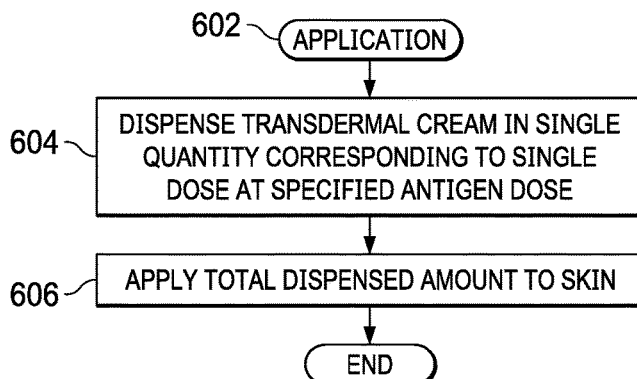 602
APPLICATION
604
DISPENSE TRANSDERMAL CREAM IN SINGLE
QUANTITY CORRESPONDING TO SINGLE
DOSE AT SPECIFIED ANTIGEN DOSE
606
APPLY TOTAL DISPENSED AMOUNT TO SKIN
END